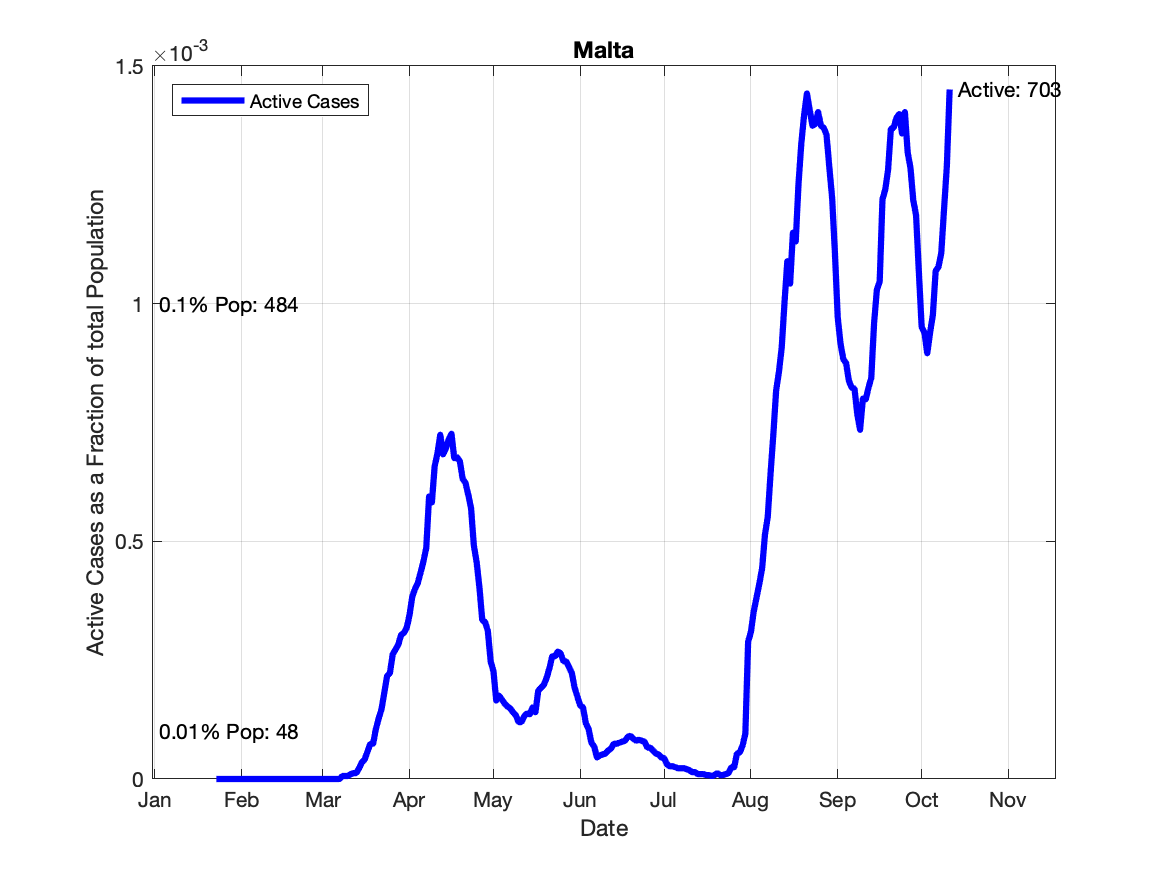 Malta
×10-3
1.5
1
0.5
0
Active Cases as a Fraction of total Population
Active Cases
Active: 703
0.1% Pop: 484
0.01% Pop: 48
Jan Feb Mar Apr May Jun Jul Aug Sep Oct Nov
Date